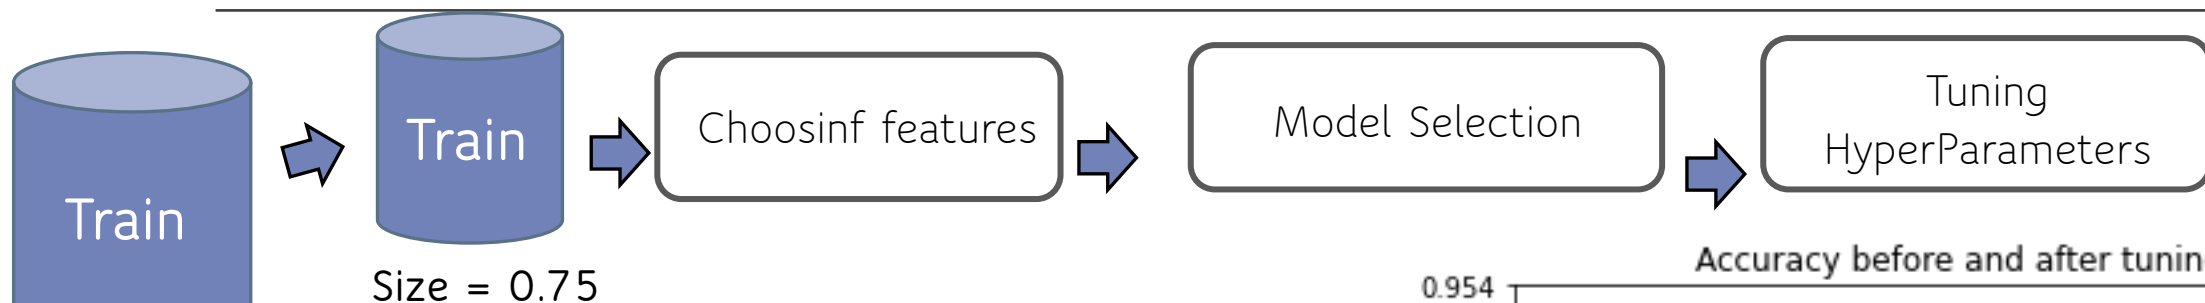 Train
Train
Size = 0.75
Choosinf features
Model Selection
Tuning
HyperParameters
Accuracy before and after tunin
0.954